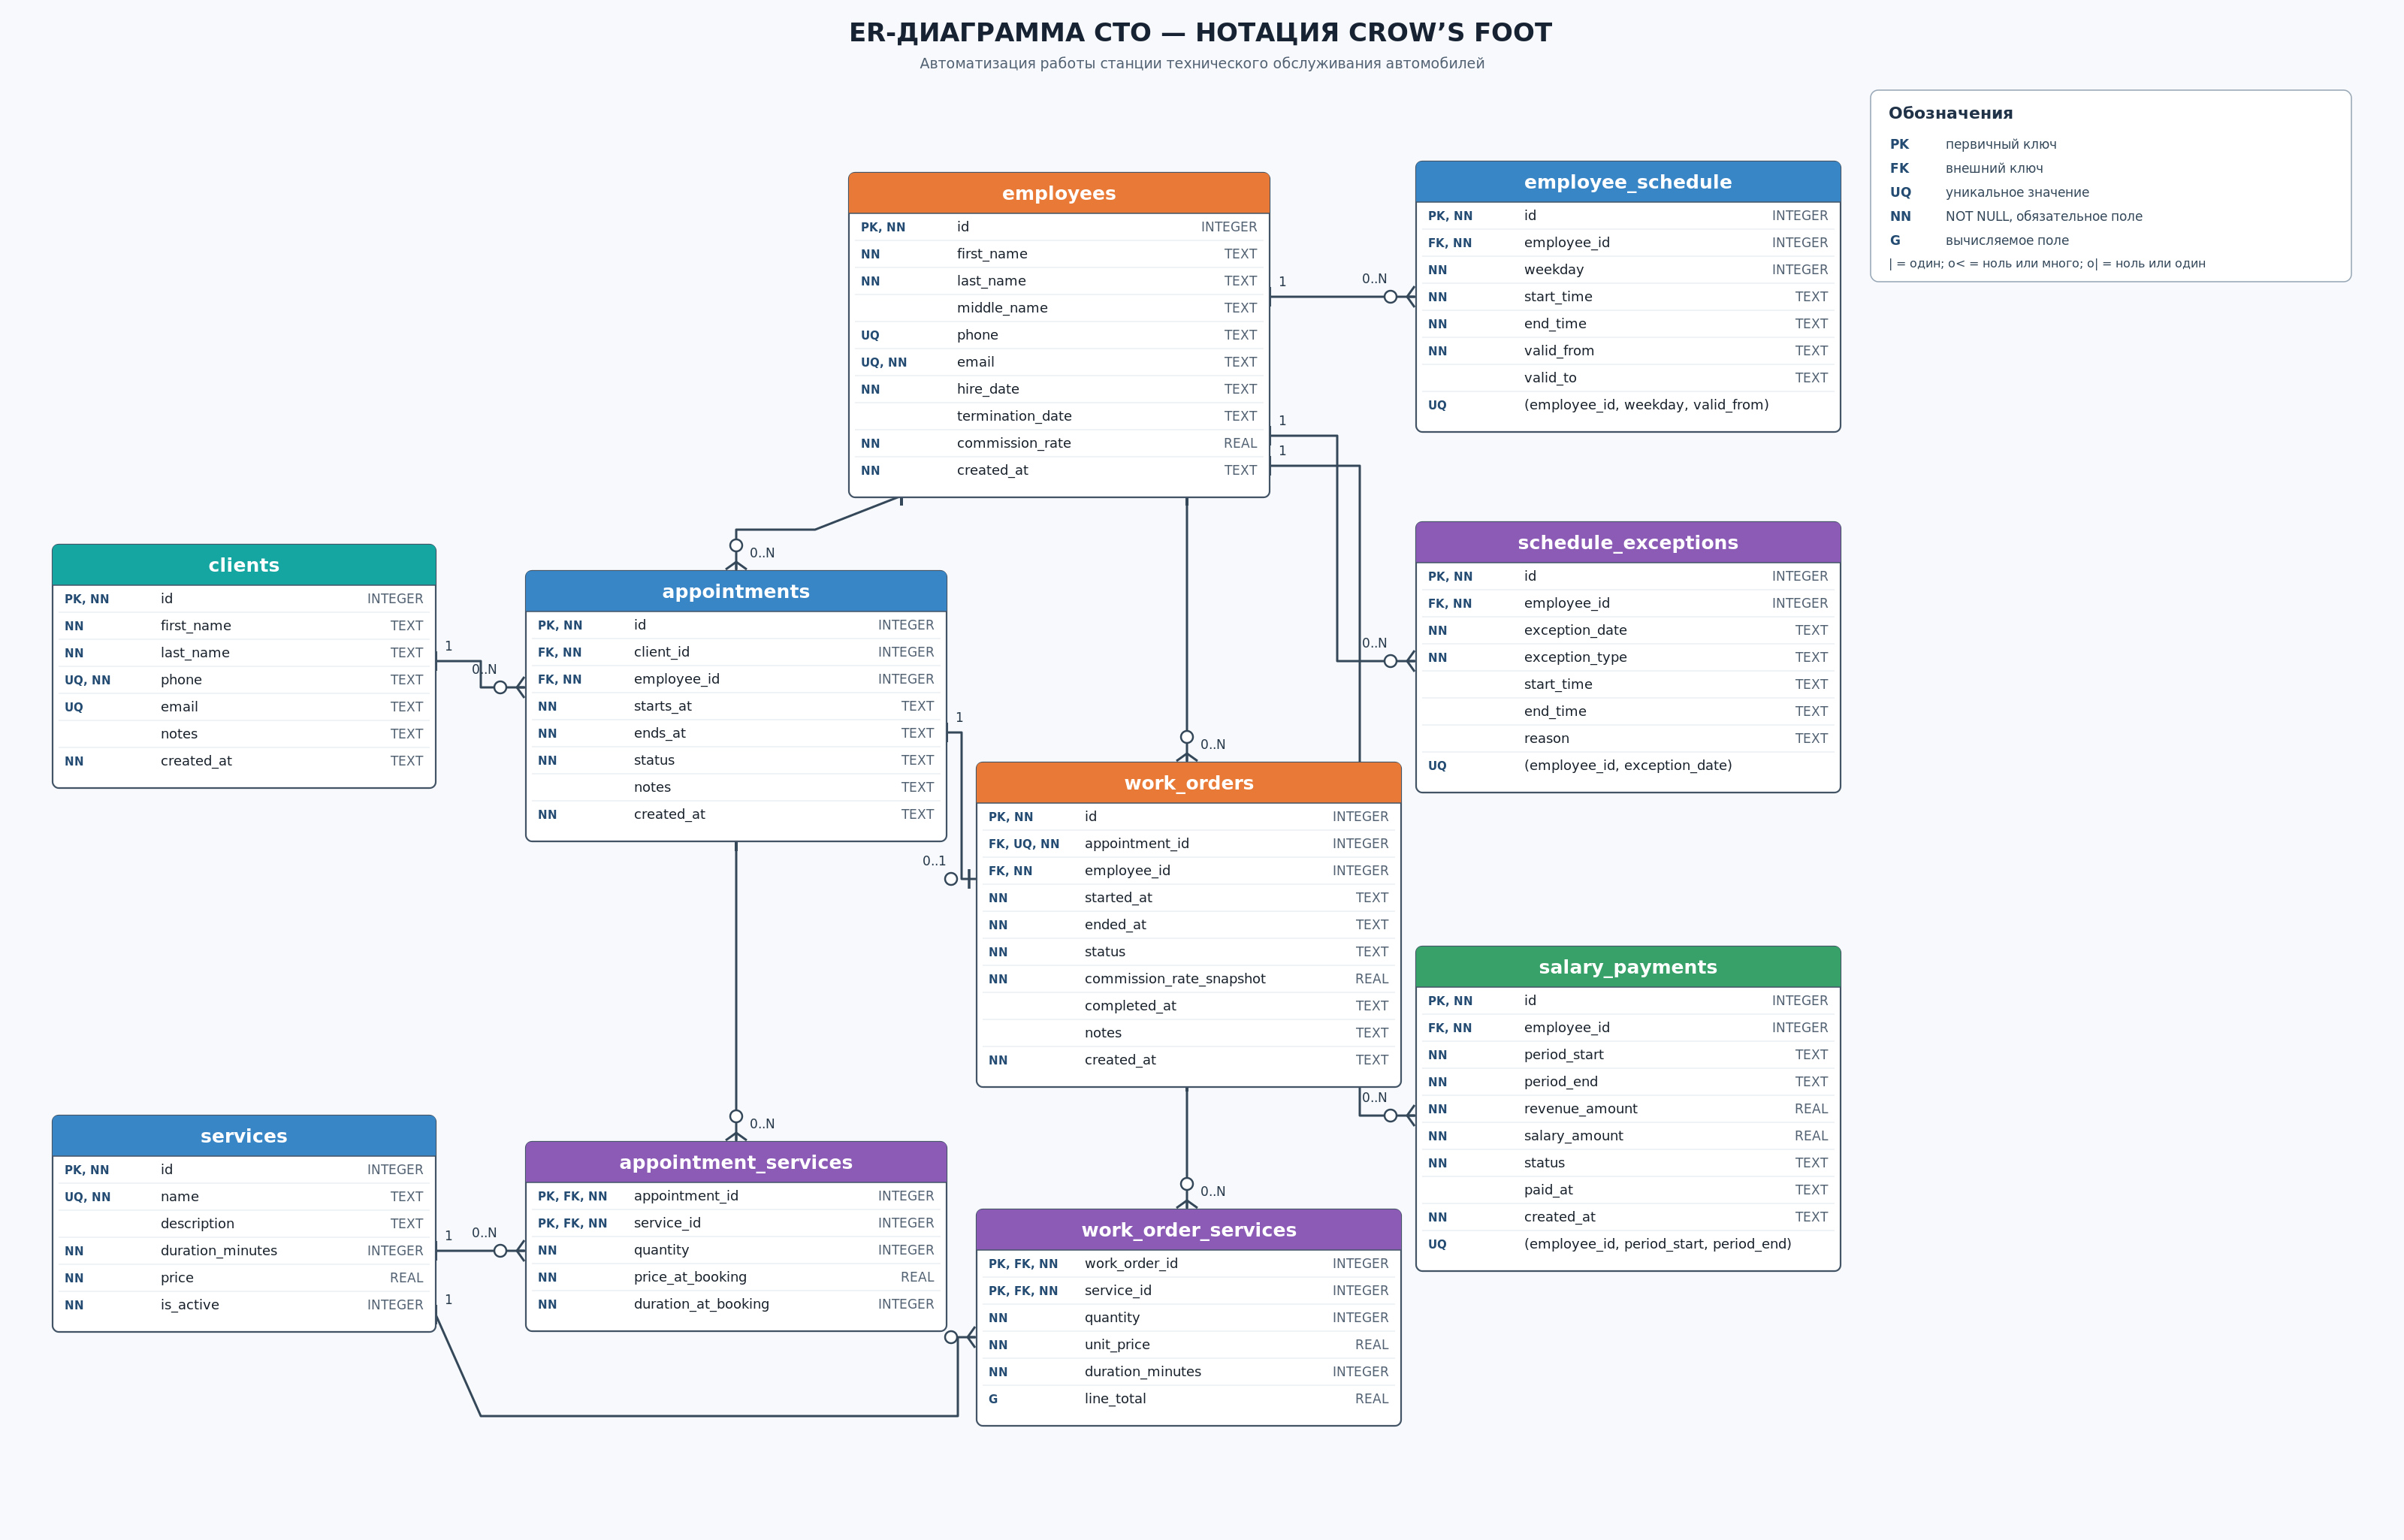 ER-ДИАГРАММА СТО — НОТАЦИЯ CROW’S FOOT
Автоматизация работы станции технического обслуживания автомобилей
Обозначения
PK первичный ключ
FK внешний ключ
UQ уникальное значение
NN NOT NULL, обязательное поле
G вычисляемое поле
| = один; o< = ноль или много; o| = ноль или один
employees
PK, NN id INTEGER
NN first_name TEXT
NN last_name TEXT
middle_name TEXT
UQ phone TEXT
UQ, NN email TEXT
NN hire_date TEXT
termination_date TEXT
NN commission_rate REAL
NN created_at TEXT
1
0..N
1
1
0..N
employee_schedule
PK, NN id INTEGER
FK, NN employee_id INTEGER
NN weekday INTEGER
NN start_time TEXT
NN end_time TEXT
NN valid_from TEXT
valid_to TEXT
UQ (employee_id, weekday, valid_from)
clients
PK, NN id INTEGER
NN first_name TEXT
NN last_name TEXT
UQ, NN phone TEXT
UQ email TEXT
notes TEXT
NN created_at TEXT
1
0..N
appointments
PK, NN id INTEGER
FK, NN client_id INTEGER
FK, NN employee_id INTEGER
NN starts_at TEXT
NN ends_at TEXT
NN status TEXT
notes TEXT
NN created_at TEXT
1
0..1
0..N
0..N
schedule_exceptions
PK, NN id INTEGER
FK, NN employee_id INTEGER
NN exception_date TEXT
NN exception_type TEXT
start_time TEXT
end_time TEXT
reason TEXT
UQ (employee_id, exception_date)
work_orders
PK, NN id INTEGER
FK, UQ, NN appointment_id INTEGER
FK, NN employee_id INTEGER
NN started_at TEXT
NN ended_at TEXT
NN status TEXT
NN commission_rate_snapshot REAL
completed_at TEXT
notes TEXT
NN created_at TEXT
0..N
salary_payments
PK, NN id INTEGER
FK, NN employee_id INTEGER
NN period_start TEXT
NN period_end TEXT
NN revenue_amount REAL
NN salary_amount REAL
NN status TEXT
paid_at TEXT
NN created_at TEXT
UQ (employee_id, period_start, period_end)
services
PK, NN id INTEGER
UQ, NN name TEXT
description TEXT
NN duration_minutes INTEGER
NN price REAL
NN is_active INTEGER
1
0..N
1
0..N
appointment_services
PK, FK, NN appointment_id INTEGER
PK, FK, NN service_id INTEGER
NN quantity INTEGER
NN price_at_booking REAL
NN duration_at_booking INTEGER
0..N
work_order_services
PK, FK, NN work_order_id INTEGER
PK, FK, NN service_id INTEGER
NN quantity INTEGER
NN unit_price REAL
NN duration_minutes INTEGER
G line_total REAL